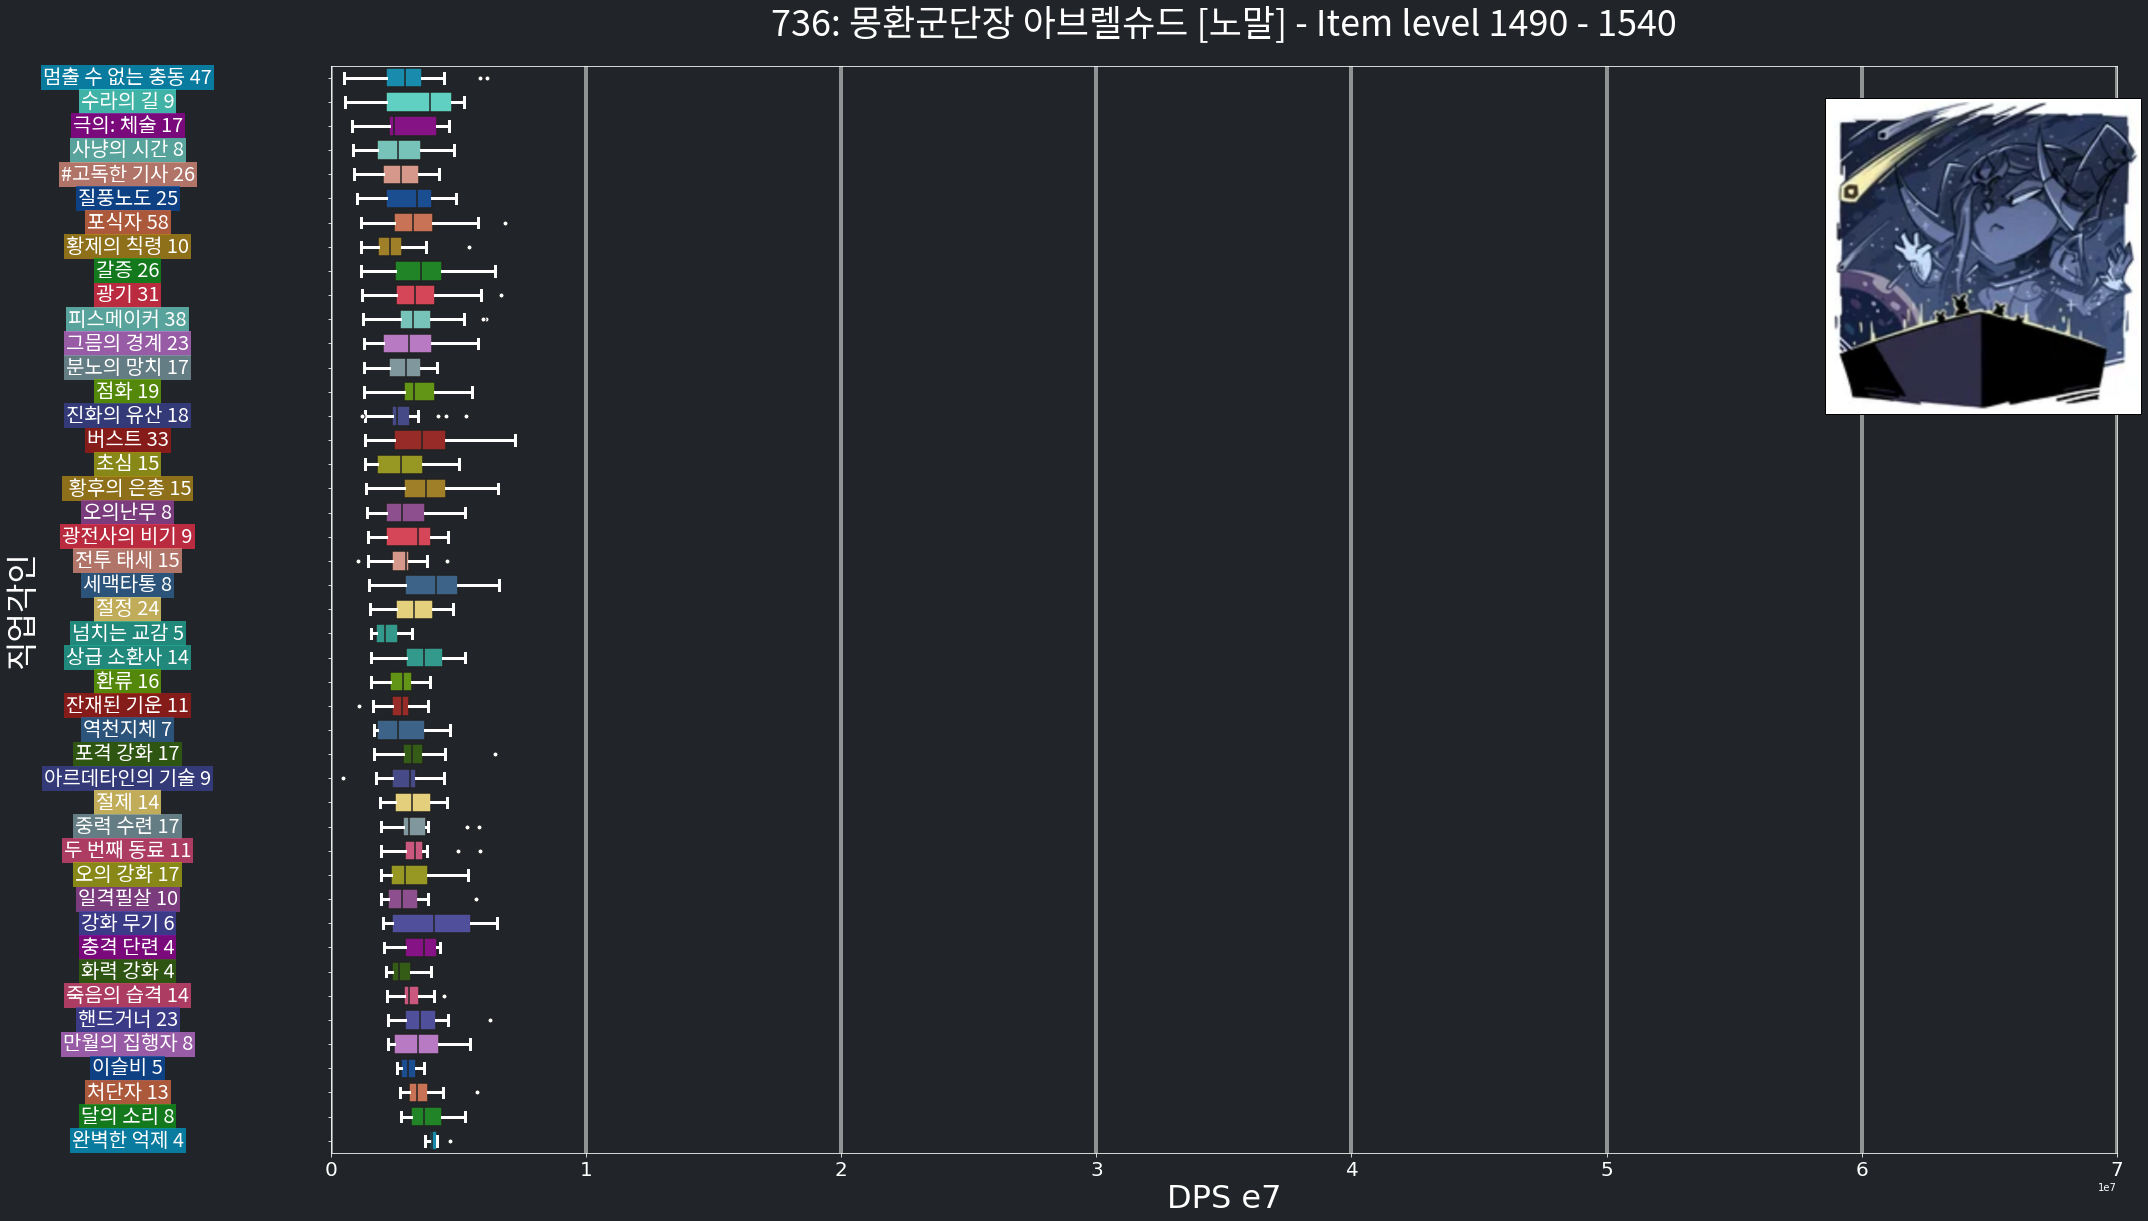 736: 몽환군단장 아브렐슈드 [노말] - Item level 1490 - 1540
직업각인
멈출 수 없는 충동 47
수라의 길 9
극의: 체술 17
사냥의 시간 8
#고독한 기사 26
질풍노도 25
포식자 58
황제의 칙령 10
갈증 26
광기 31
피스메이커 38
그믐의 경계 23
분노의 망치 17
점화 19
진화의 유산 18
버스트 33
초심 15
황후의 은총 15
오의난무 8
광전사의 비기 9
전투 태세 15
세맥타통 8
절정 24
넘치는 교감 5
상급 소환사 14
환류 16
잔재된 기운 11
역천지체 7
포격 강화 17
아르데타인의 기술 9
절제 14
중력 수련 17
두 번째 동료 11
오의 강화 17
일격필살 10
강화 무기 6
충격 단련 4
화력 강화 4
죽음의 습격 14
핸드거너 23
만월의 집행자 8
이슬비 5
처단자 13
달의 소리 8
완벽한 억제 4
0 1 2 3 4 5 6 7
1e7
DPS e7